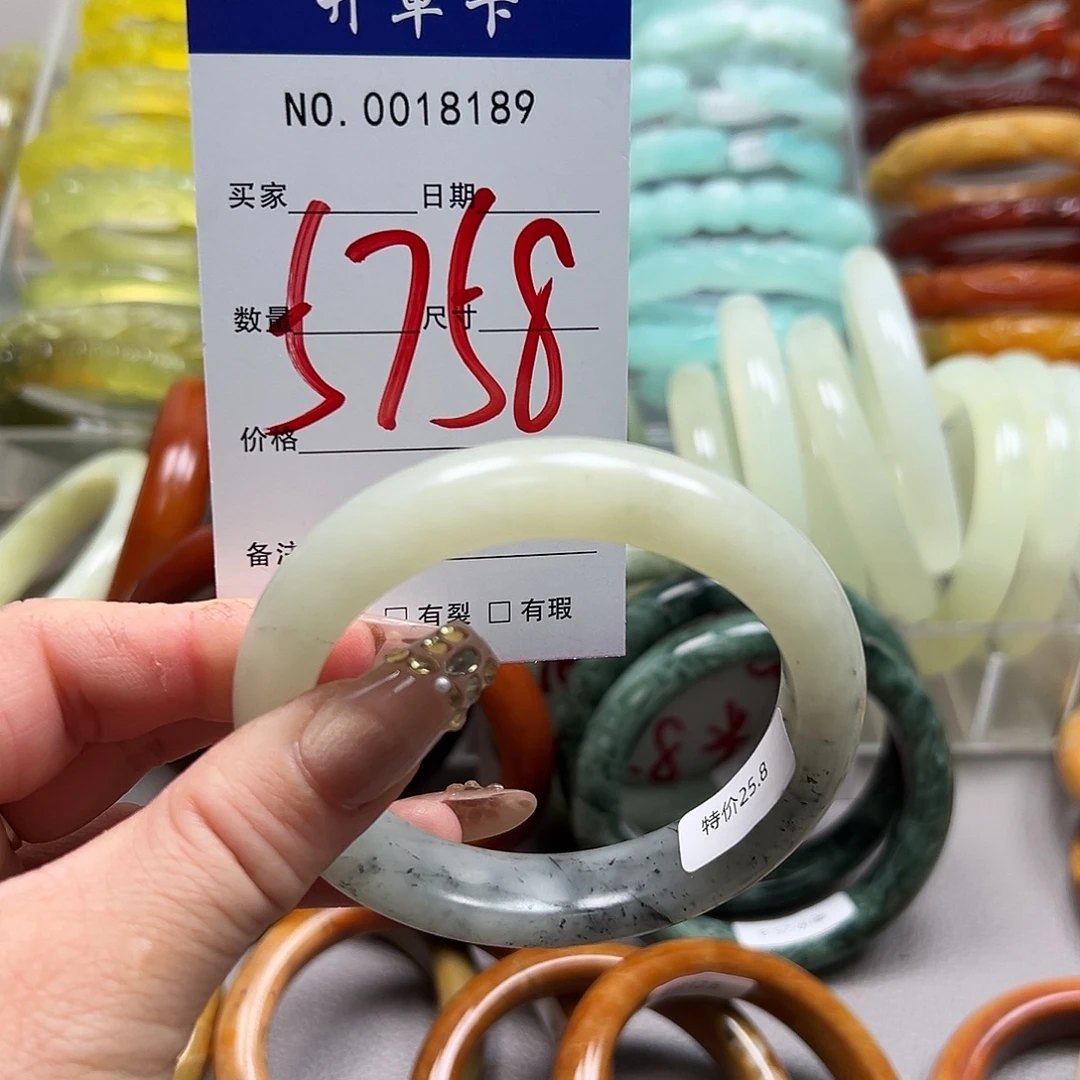 开单卡
NO.0018189
买家 日期
5758
数量 尺寸
价格
备注
□ 有裂 □ 有瑕
特价25.8